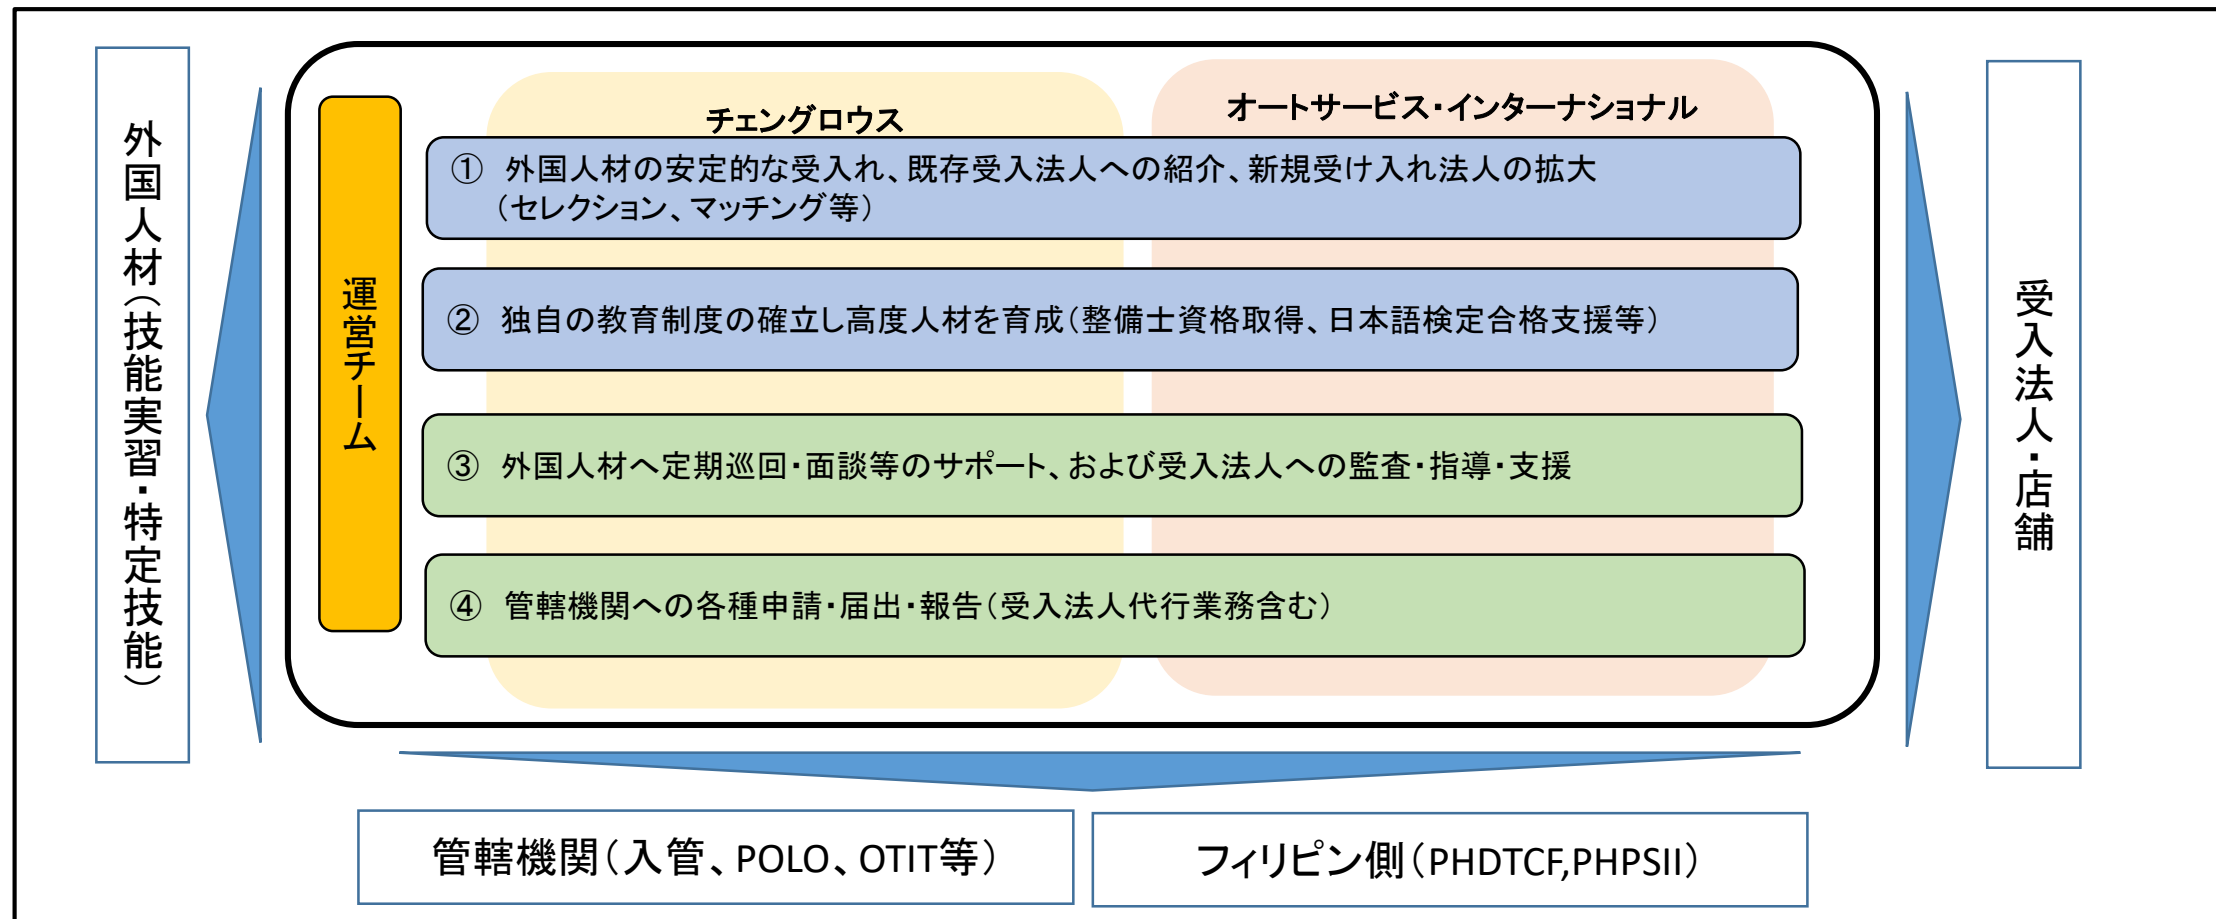 外国人材（技能実習・特定技能）
運営チーム
チェングロウス
オートサービス・インターナショナル
① 外国人材の安定的な受入れ、既存受入法人への紹介、新規受け入れ法人の拡大
（セレクション、マッチング等）
② 独自の教育制度の確立し高度人材を育成（整備士資格取得、日本語検定合格支援等）
③ 外国人材へ定期巡回・面談等のサポート、および受入法人への監査・指導・支援
④ 管轄機関への各種申請・届出・報告（受入法人代行業務含む）
受入法人・店舗
管轄機関（入管、POLO、OTIT等）
フィリピン側（PHDTCF,PHPSII）